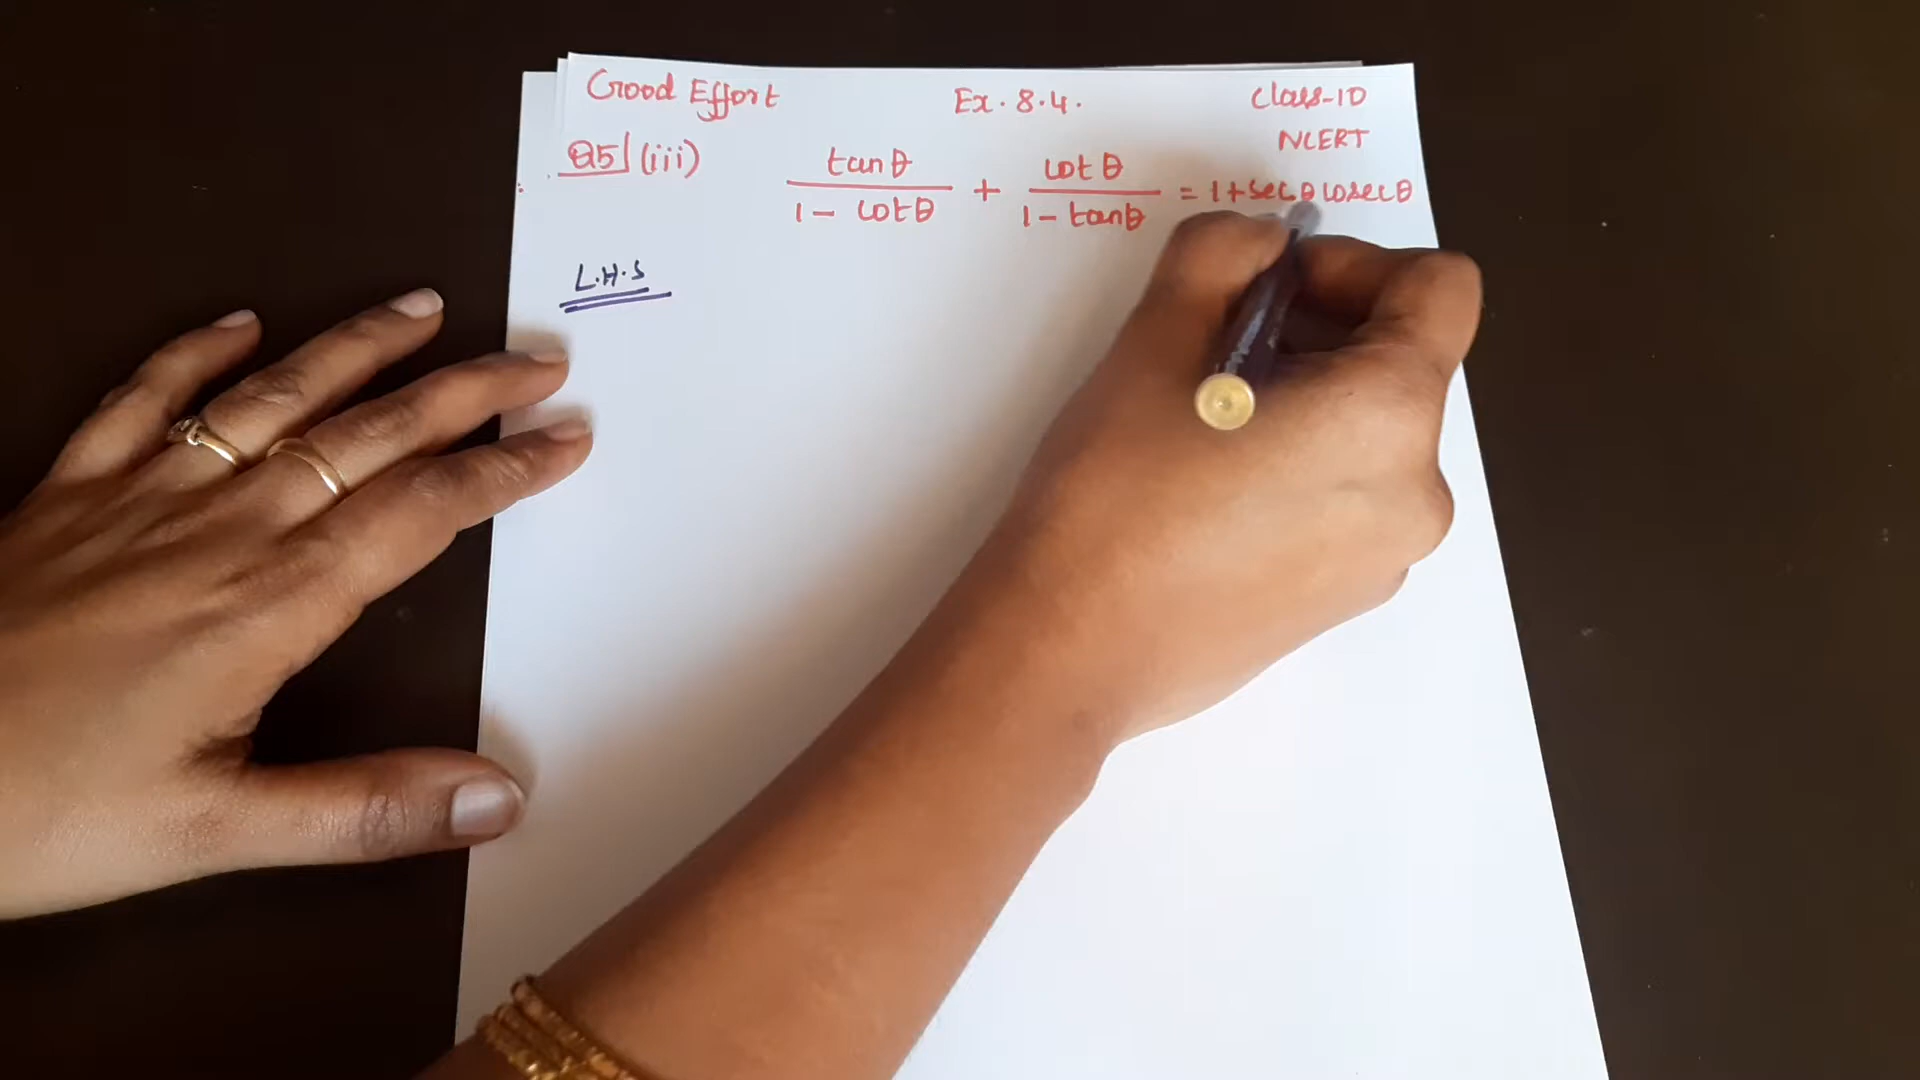 Good Effort Ex. 8.4. Class-10
NCERT
Q5 (iii) tanθ / 1 - cotθ + cotθ / 1 - tanθ = 1 + secθ cosecθ
L.H.S